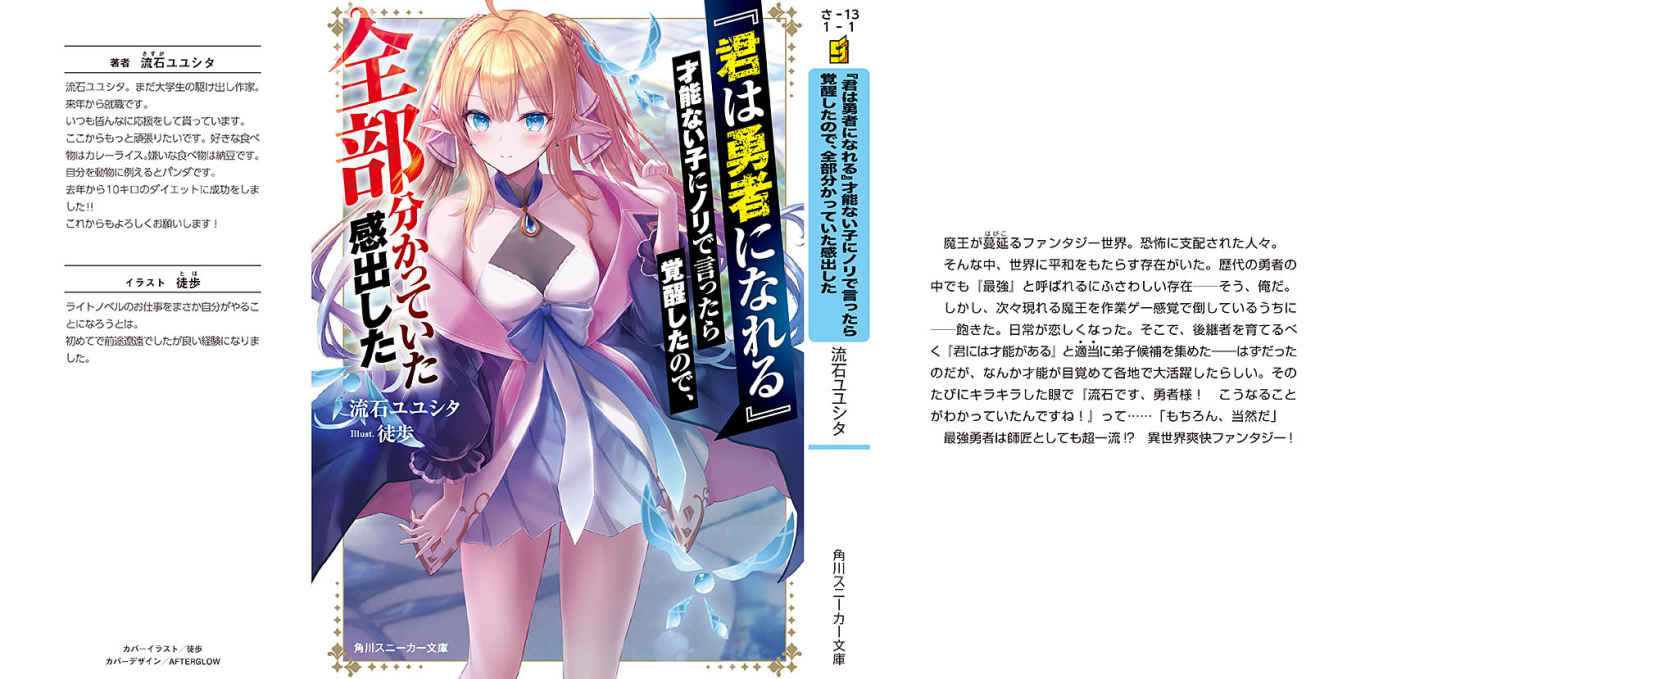 著者 流石ユユシタ
さすが
流石ユユシタ。まだ大学生の駆け出し作家。
来年から就職です。
いつも皆んなに応援をして貰っています。
ここからもっと頑張りたいです。好きな食べ
物はカレーライス。嫌いな食べ物は納豆です。
自分を動物に例えるとパンダです。
去年から10キロのダイエットに成功をしま
した!!
これからもよろしくお願いします！
イラスト 徒歩
とほ
ライトノベルのお仕事をまさか自分がやるこ
とになろうとは。
初めてで前途遼遠でしたが良い経験になりま
した。
カバーイラスト／徒歩
カバーデザイン／AFTERGLOW
『君は勇者になれる』
才能ない子にノリで言ったら
覚醒したので、
全部分かっていた
感出した
流石ユユシタ
Illust. 徒歩
角川スニーカー文庫
さ-13
1-1
『君は勇者になれる』才能ない子にノリで言ったら
覚醒したので、全部分かっていた感出した
流石ユユシタ
角川スニーカー文庫
はびこ
魔王が蔓延るファンタジー世界。恐怖に支配された人々。
そんな中、世界に平和をもたらす存在がいた。歴代の勇者の
中でも『最強』と呼ばれるにふさわしい存在――そう、俺だ。
しかし、次々現れる魔王を作業ゲー感覚で倒しているうちに
――飽きた。日常が恋しくなった。そこで、後継者を育てるべ
く『君には才能がある』と適当に弟子候補を集めた――はずだった
のだが、なんか才能が目覚めて各地で大活躍したらしい。その
たびにキラキラした眼で『流石です、勇者様！　こうなること
がわかっていたんですね！』って……「もちろん、当然だ」
最強勇者は師匠としても超一流!?　異世界爽快ファンタジー！